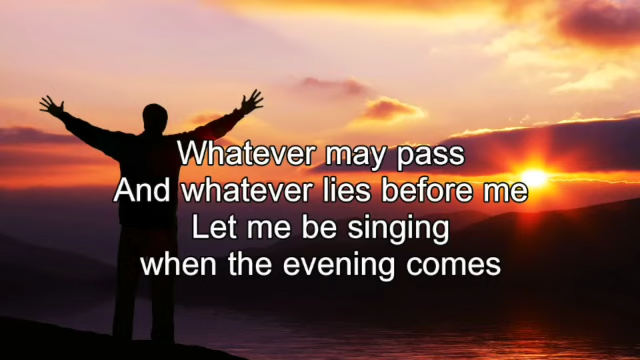 Whatever may pass
And whatever lies before me
Let me be singing
when the evening comes